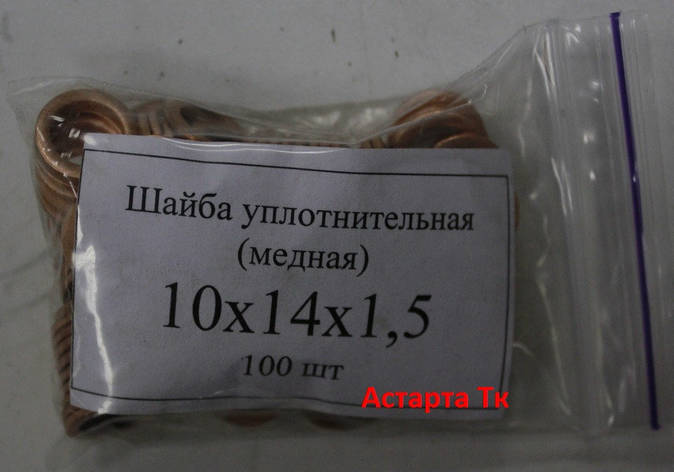 Шайба уплотнительная
(медная)
10х14х1,5
100 шт
Астарта Тк